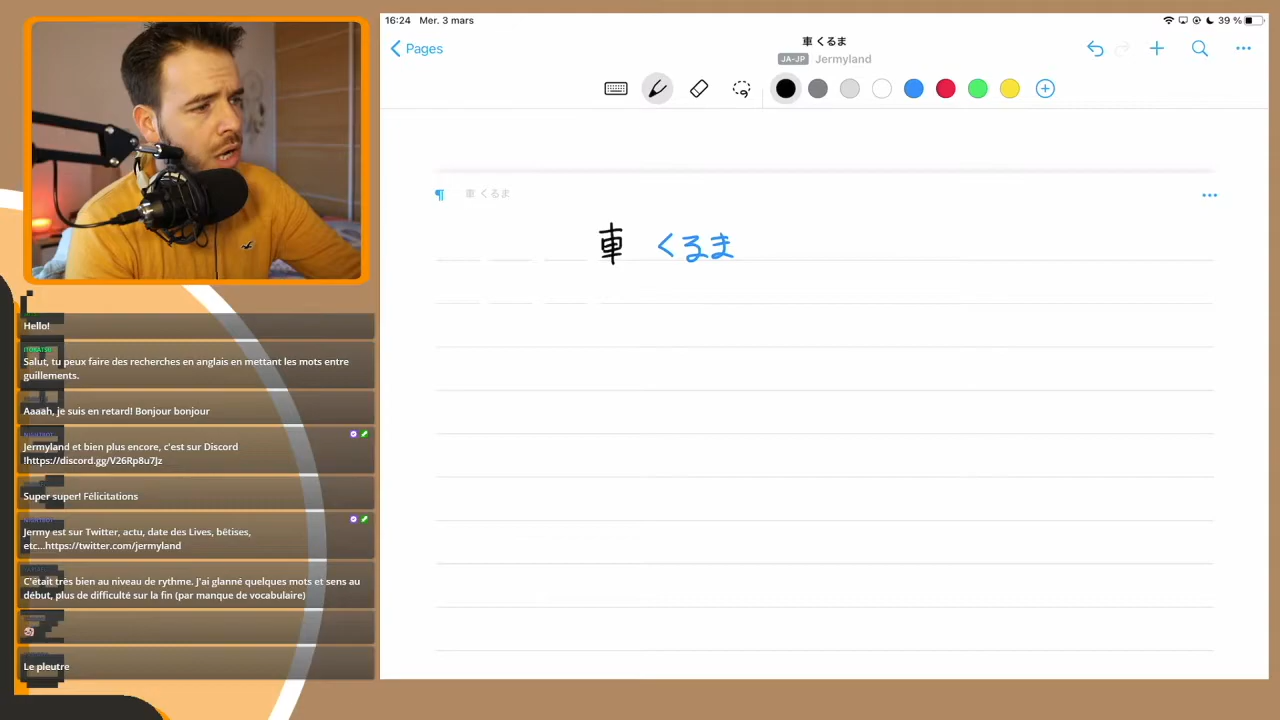 16:24 Mer. 3 mars
39 %
Pages
車 くるま
JA-JP Jermyland
¶ 車 くるま
車 くるま
Hello!
Salut, tu peux faire des recherches en anglais en mettant les mots entre
guillements.
Aaaah, je suis en retard! Bonjour bonjour
Jermyland et bien plus encore, c'est sur Discord
!https://discord.gg/V26Rp8u7Jz
Super super! Félicitations
Jermy est sur Twitter, actu, date des Lives, bêtises,
etc...https://twitter.com/jermyland
C'était très bien au niveau de rythme. J'ai glanné quelques mots et sens au
début, plus de difficulté sur la fin (par manque de vocabulaire)
Le pleutre